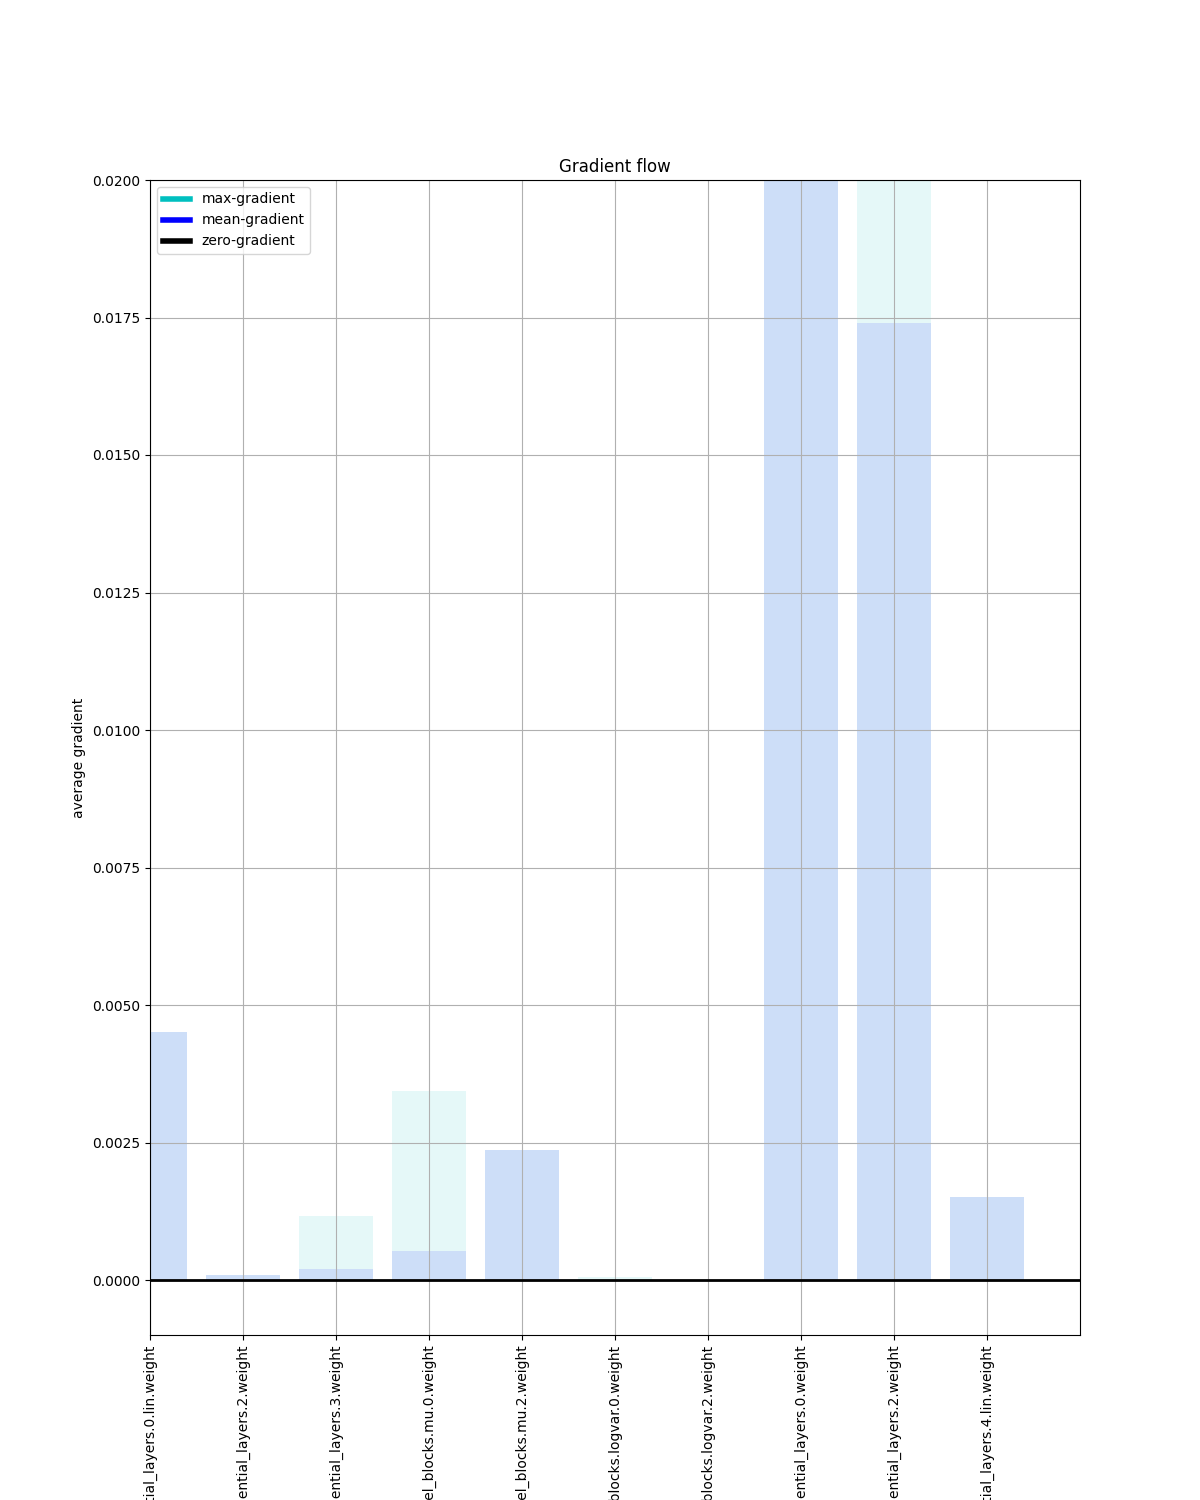 Gradient flow
max-gradient
mean-gradient
zero-gradient
0.0200
0.0175
0.0150
0.0125
0.0100
0.0075
0.0050
0.0025
0.0000
average gradient
tial_layers.0.lin.weight
ential_layers.2.weight
ential_layers.3.weight
el_blocks.mu.0.weight
el_blocks.mu.2.weight
blocks.logvar.0.weight
blocks.logvar.2.weight
ential_layers.0.weight
ential_layers.2.weight
tial_layers.4.lin.weight